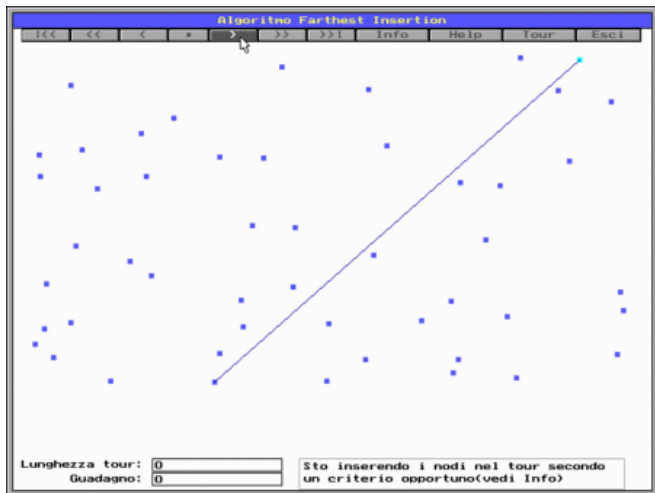 Algoritmo Farthest Insertion
|<< << < ▪ > >> >>| Info Help Tour Esci
Lunghezza tour: 0
Guadagno: 0
Sto inserendo i nodi nel tour secondo
un criterio opportuno(vedi Info)